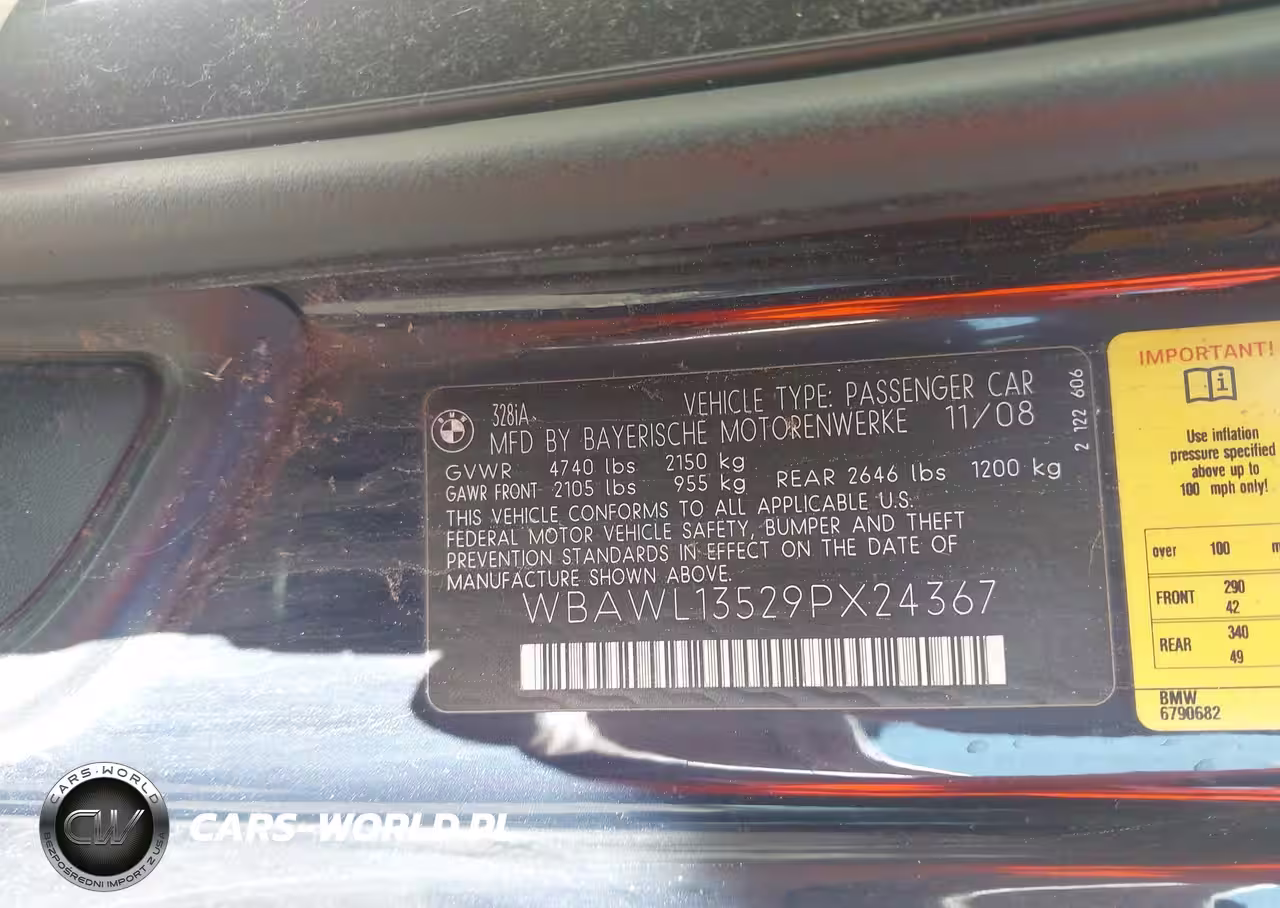 328iA
VEHICLE TYPE: PASSENGER CAR
MFD BY BAYERISCHE MOTORENWERKE 11/08
GVWR 4740 lbs 2150 kg
GAWR FRONT 2105 lbs 955 kg REAR 2646 lbs 1200 kg
THIS VEHICLE CONFORMS TO ALL APPLICABLE U.S.
FEDERAL MOTOR VEHICLE SAFETY, BUMPER AND THEFT
PREVENTION STANDARDS IN EFFECT ON THE DATE OF
MANUFACTURE SHOWN ABOVE.
WBAWL13529PX24367
2 122 606
BMW
IMPORTANT!
i
Use inflation
pressure specified
above up to
100 mph only!
over 100
FRONT 290
42
REAR 340
49
BMW
6790682
CARS-WORLD
CW
BEZPOŚREDNI IMPORT Z USA
CARS-WORLD.PL